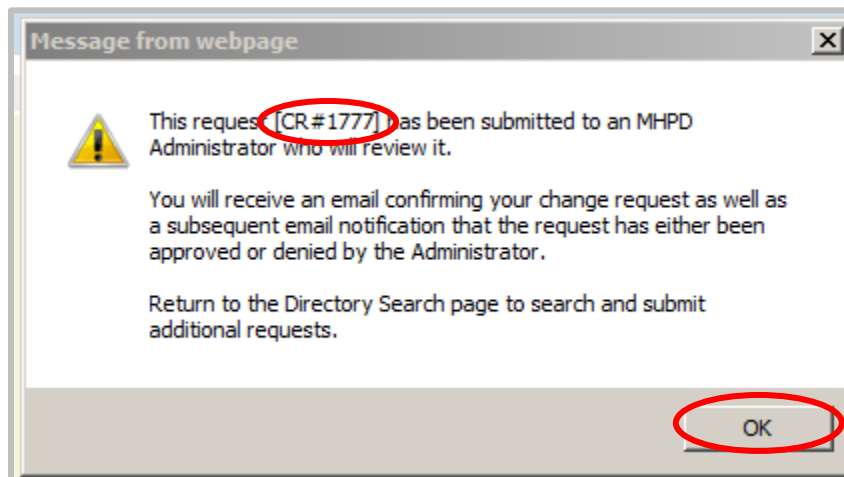 Message from webpage
This request [CR#1777] has been submitted to an MHPD
Administrator who will review it.
You will receive an email confirming your change request as well as
a subsequent email notification that the request has either been
approved or denied by the Administrator.
Return to the Directory Search page to search and submit
additional requests.
OK